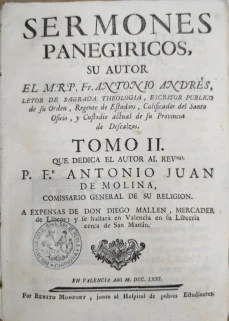 SERMONES
PANEGIRICOS,
SU AUTOR
EL M.R.P. Fr. ANTONIO ANDRÉS,
LETOR DE SAGRADA THEOLOGIA, ESCRITOR PUBLICO
de su Orden, Regente de Estudios, Calificador del Santo
Oficio, y Custodio actual de su Provincia
de Descalzos.
TOMO II.
QUE DEDICA EL AUTOR AL REV.mo
P. F.r ANTONIO JUAN
DE MOLINA,
COMISSARIO GENERAL DE SU RELIGION.
A EXPENSAS DE DON DIEGO MALLEN, MERCADER
de Libros; y se hallará en Valencia en su Libreria
cerca de San Martin.
EN VALENCIA AÑO M. DCC. LXXI.
Por BENITO MONFORT, junto al Hospital de pobres Estudiantes.